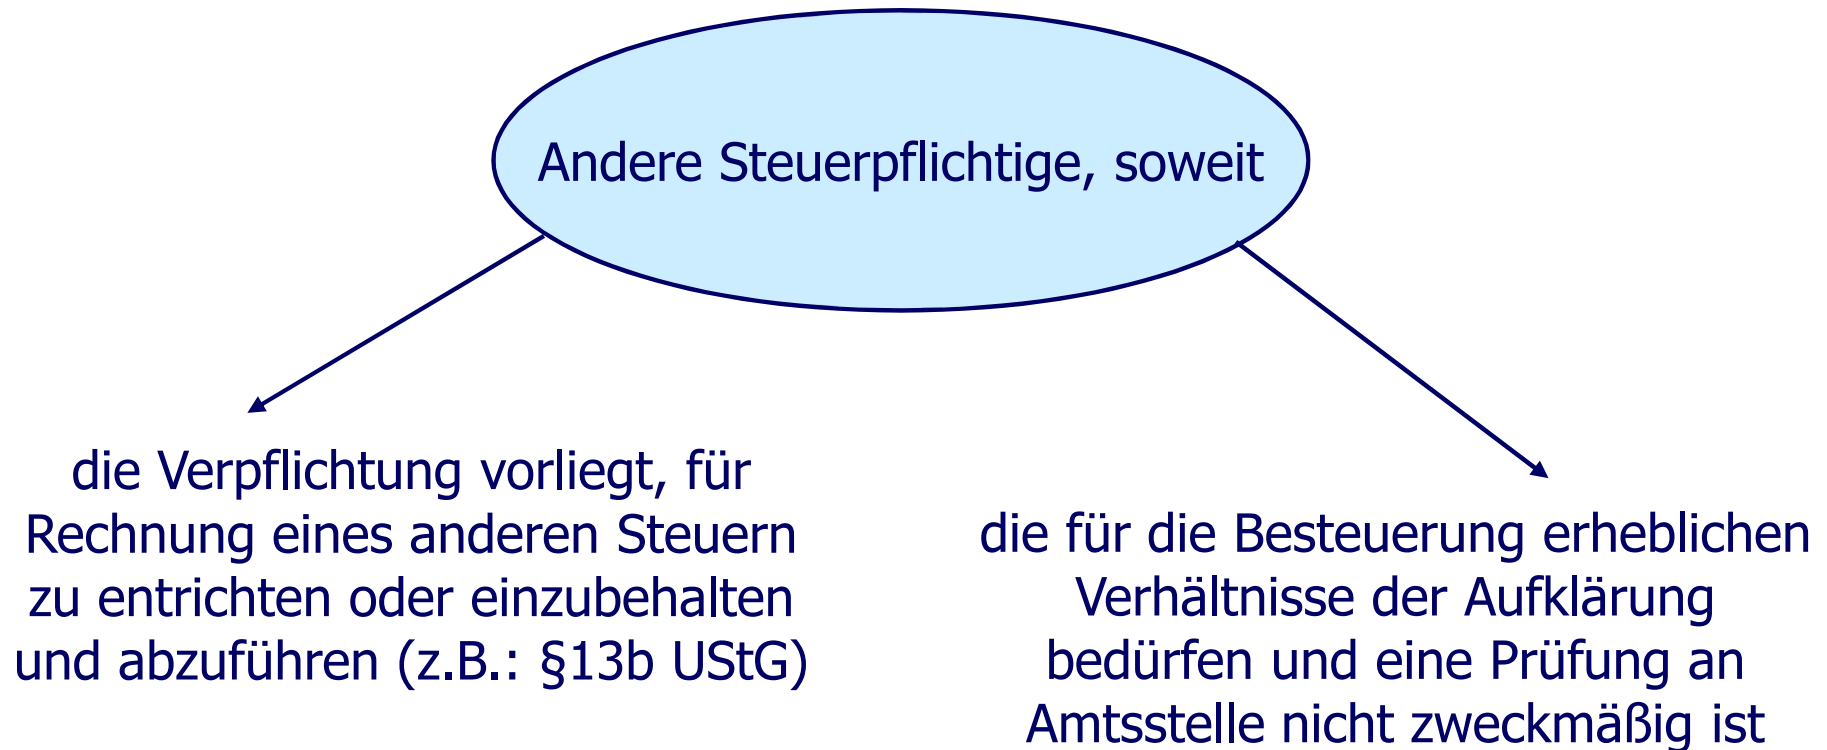 Andere Steuerpflichtige, soweit
die Verpflichtung vorliegt, für
Rechnung eines anderen Steuern
zu entrichten oder einzubehalten
und abzuführen (z.B.: §13b UStG)
die für die Besteuerung erheblichen
Verhältnisse der Aufklärung
bedürfen und eine Prüfung an
Amtsstelle nicht zweckmäßig ist